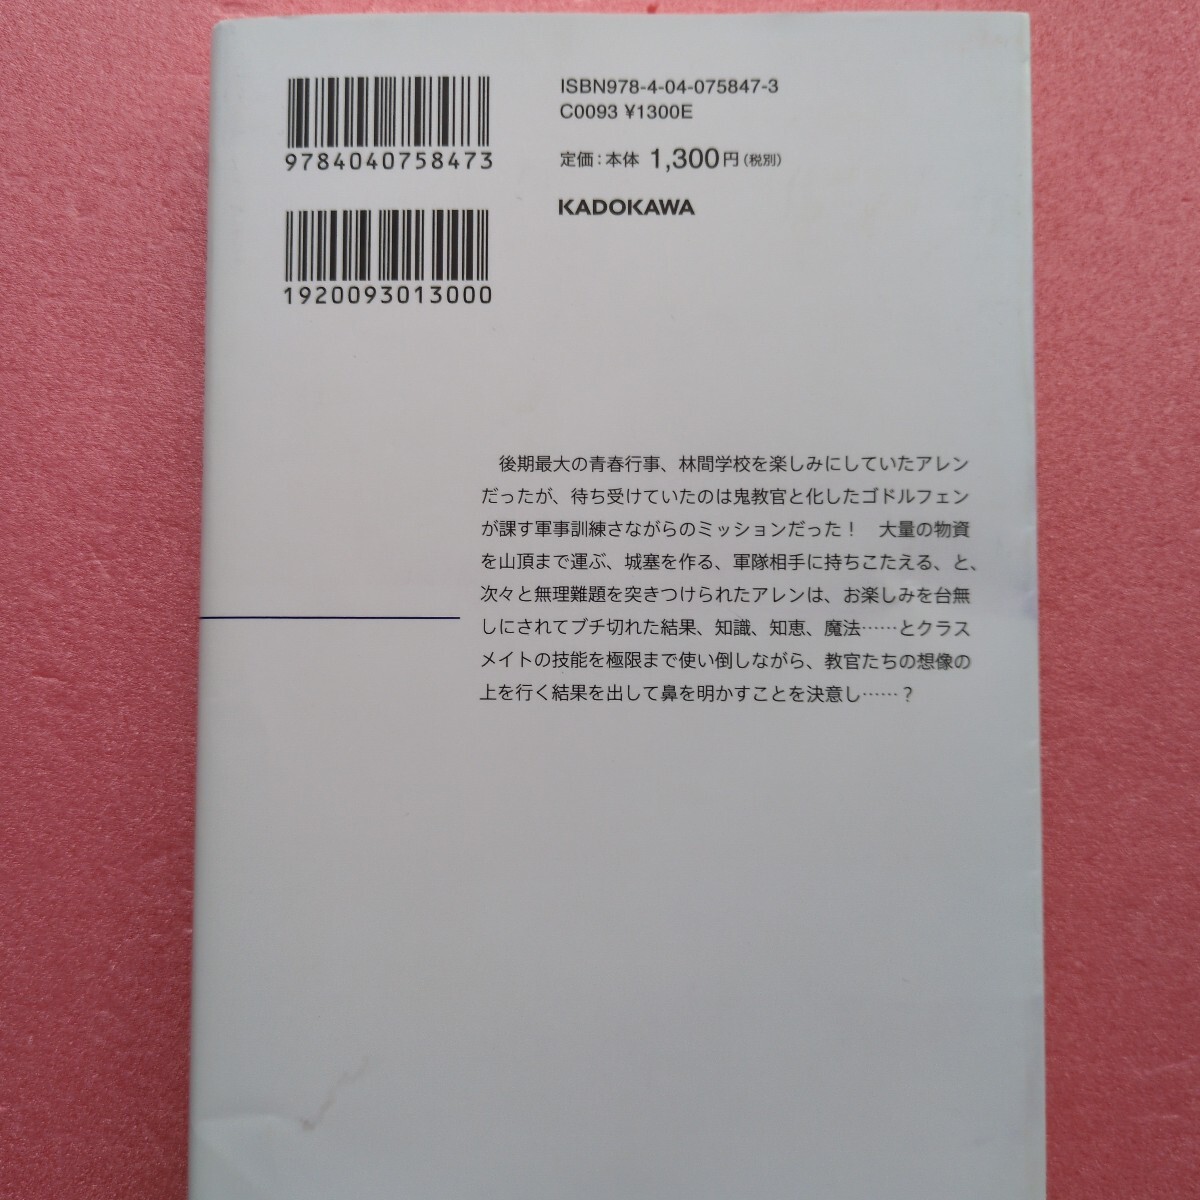 9784040758473
1920093013000
ISBN978-4-04-075847-3
C0093 ¥1300E
定価：本体 1,300円（税別）
KADOKAWA
後期最大の青春行事、林間学校を楽しみにしていたアレン
だったが、待ち受けていたのは鬼教官と化したゴドルフェン
が課す軍事訓練さながらのミッションだった！　大量の物資
を山頂まで運ぶ、城塞を作る、軍隊相手に持ちこたえる、と、
次々と無理難題を突きつけられたアレンは、お楽しみを台無
しにされてブチ切れた結果、知識、知恵、魔法……とクラス
メイトの技能を極限まで使い倒しながら、教官たちの想像の
上を行く結果を出して鼻を明かすことを決意し……？